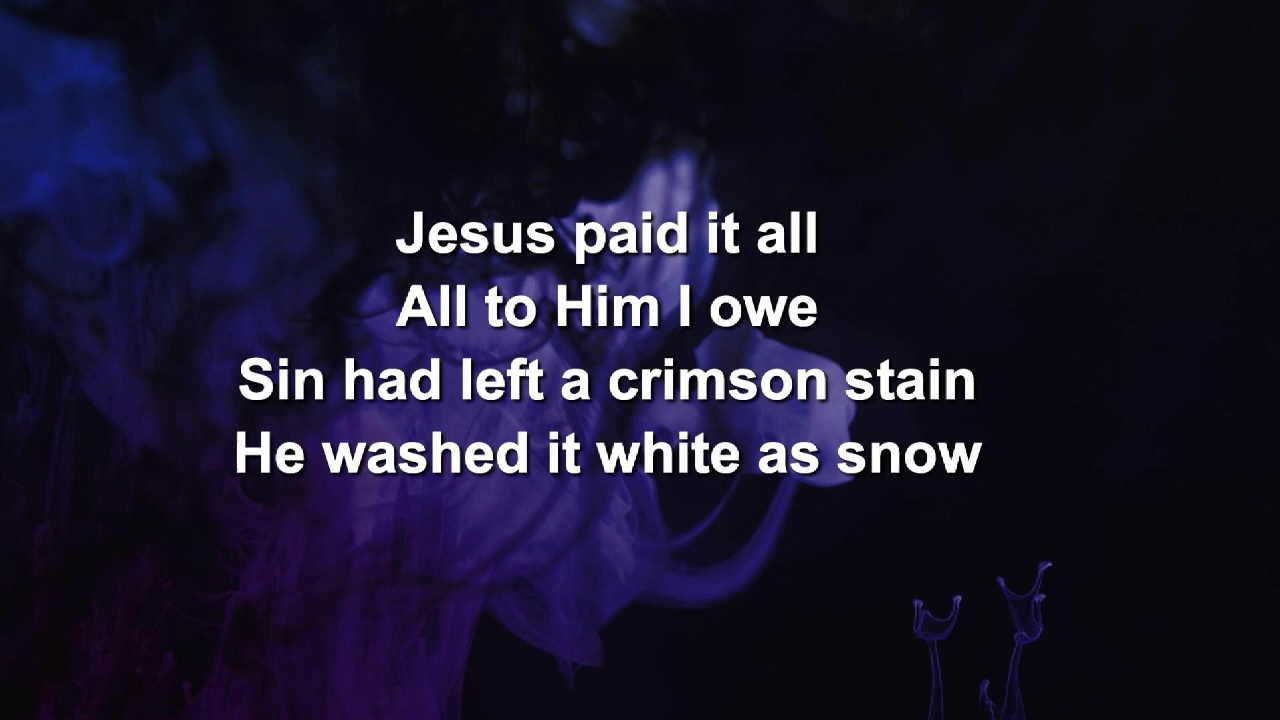 Jesus paid it all
All to Him I owe
Sin had left a crimson stain
He washed it white as snow